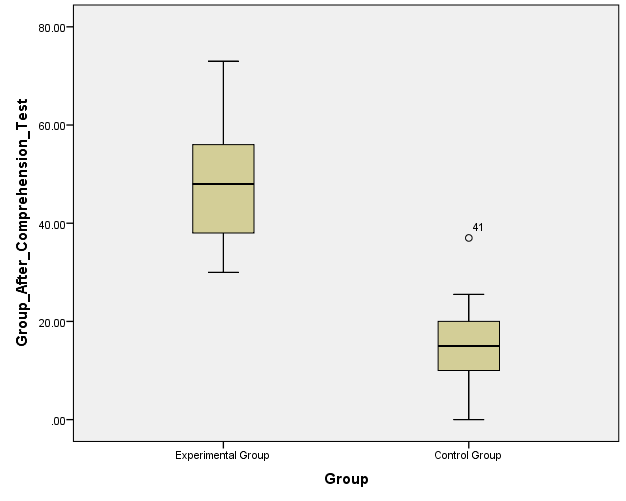 Group_After_Comprehension_Test
80.00
60.00
40.00
20.00
.00
41
Experimental Group
Control Group
Group